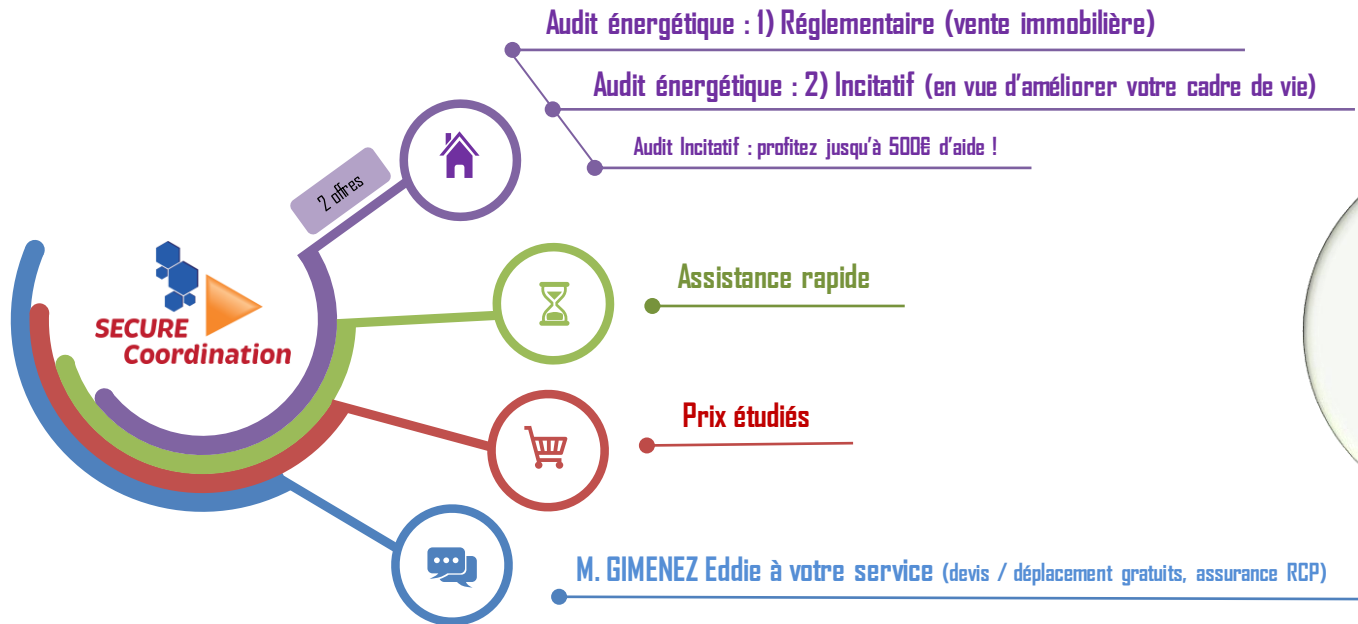 Audit énergétique : 1) Réglementaire (vente immobilière)
Audit énergétique : 2) Incitatif (en vue d'améliorer votre cadre de vie)
Audit Incitatif : profitez jusqu'à 500€ d'aide !
2 offres
SECURE
Coordination
Assistance rapide
Prix étudiés
M. GIMENEZ Eddie à votre service (devis / déplacement gratuits, assurance RCP)